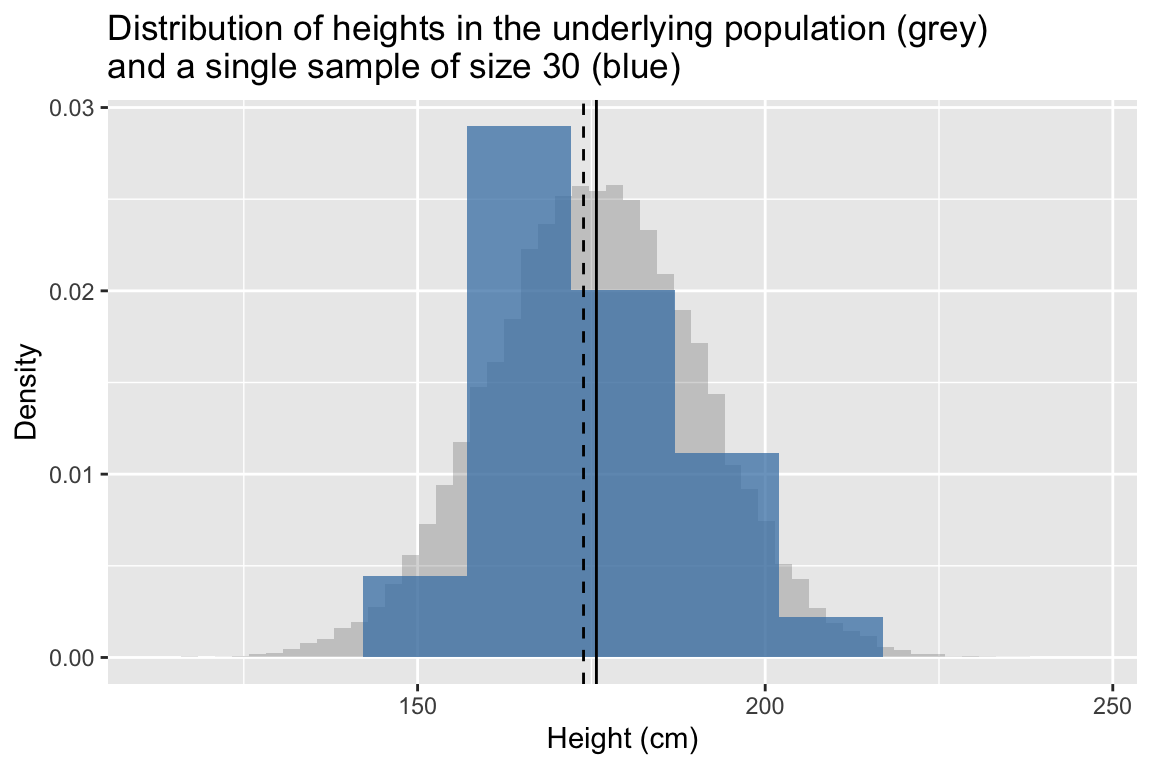 Distribution of heights in the underlying population (grey)
and a single sample of size 30 (blue)
0.03
0.02
0.01
0.00
Density
150
200
250
Height (cm)